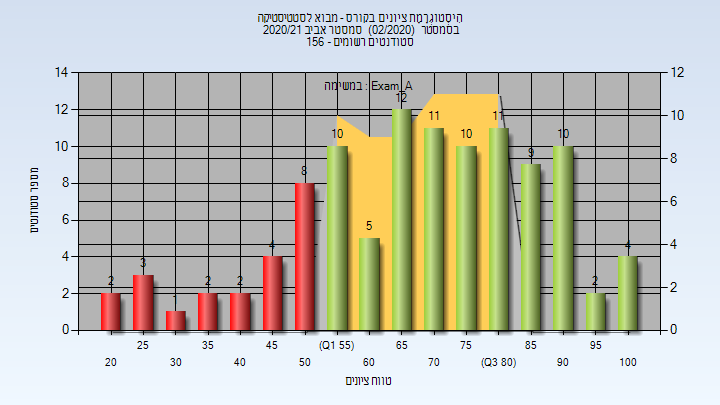 היסטוגרמת ציונים בקורס - מבוא לסטטיסטיקה
בסמסטר (02/2020) סמסטר אביב 2020/21
סטודנטים רשומים - 156
במשימה : Exam_A
14 12 10 8 6 4 2 0
מספר סטודנטים
12 10 8 6 4 2 0
2 3 1 2 2 4 8 10 5 12 11 10 11 9 10 2 4
25 35 45 (Q1 55) 65 75 85 95
20 30 40 50 60 70 (Q3 80) 90 100
טווח ציונים